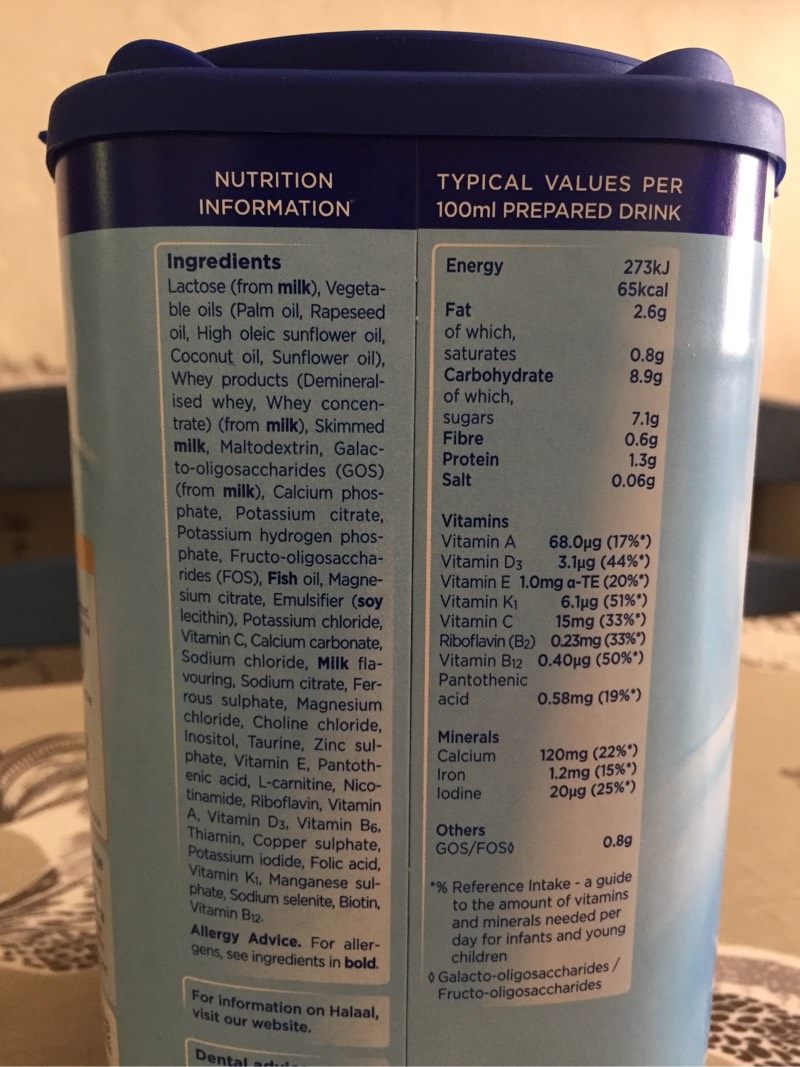 NUTRITION
INFORMATION
Ingredients
Lactose (from milk), Vegeta-
ble oils (Palm oil, Rapeseed
oil, High oleic sunflower oil,
Coconut oil, Sunflower oil),
Whey products (Demineral-
ised whey, Whey concen-
trate) (from milk), Skimmed
milk, Maltodextrin, Galac-
to-oligosaccharides (GOS)
(from milk), Calcium phos-
phate, Potassium citrate,
Potassium hydrogen phos-
phate, Fructo-oligosaccha-
rides (FOS), Fish oil, Magne-
sium citrate, Emulsifier (soy
lecithin), Potassium chloride,
Vitamin C, Calcium carbonate,
Sodium chloride, Milk fla-
vouring, Sodium citrate, Fer-
rous sulphate, Magnesium
chloride, Choline chloride,
Inositol, Taurine, Zinc sul-
phate, Vitamin E, Pantoth-
enic acid, L-carnitine, Nico-
tinamide, Riboflavin, Vitamin
A, Vitamin D3, Vitamin B6,
Thiamin, Copper sulphate,
Potassium iodide, Folic acid,
Vitamin K1, Manganese sul-
phate, Sodium selenite, Biotin,
Vitamin B12.
Allergy Advice. For aller-
gens, see ingredients in bold.
For information on Halaal,
visit our website.
Dental
TYPICAL VALUES PER
100ml PREPARED DRINK
Energy 273kJ
65kcal
Fat 2.6g
of which,
saturates 0.8g
Carbohydrate 8.9g
of which,
sugars 7.1g
Fibre 0.6g
Protein 1.3g
Salt 0.06g
Vitamins
Vitamin A 68.0µg (17%*)
Vitamin D3 3.1µg (44%*)
Vitamin E 1.0mg α-TE (20%*)
Vitamin K1 6.1µg (51%*)
Vitamin C 15mg (33%*)
Riboflavin (B2) 0.23mg (33%*)
Vitamin B12 0.40µg (50%*)
Pantothenic
acid 0.58mg (19%*)
Minerals
Calcium 120mg (22%*)
Iron 1.2mg (15%*)
Iodine 20µg (25%*)
Others
GOS/FOS◊ 0.8g
*% Reference Intake - a guide
to the amount of vitamins
and minerals needed per
day for infants and young
children
◊ Galacto-oligosaccharides /
Fructo-oligosaccharides